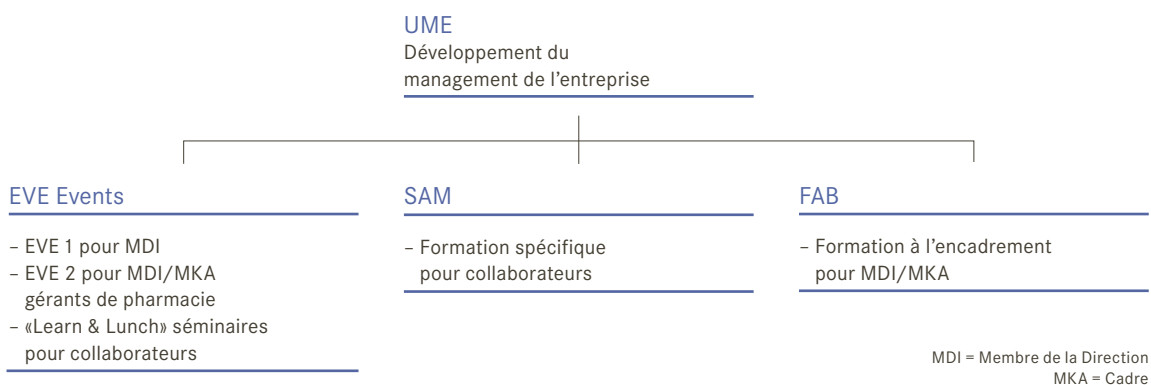 UME
Développement du
management de l'entreprise
EVE Events
– EVE 1 pour MDI
– EVE 2 pour MDI/MKA
gérants de pharmacie
– «Learn & Lunch» séminaires
pour collaborateurs
SAM
– Formation spécifique
pour collaborateurs
FAB
– Formation à l'encadrement
pour MDI/MKA
MDI = Membre de la Direction
MKA = Cadre